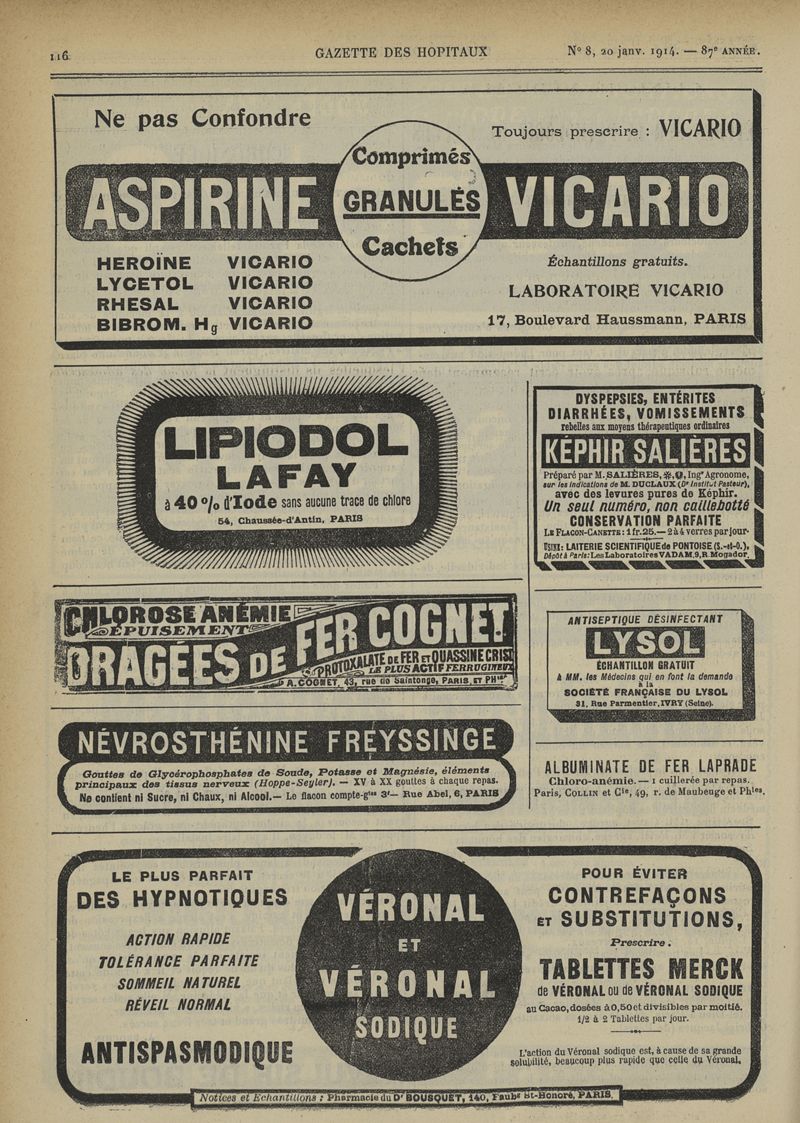 116
GAZETTE DES HOPITAUX
N° 8, 20 janv. 1914. — 87e ANNÉE.
Ne pas Confondre
Toujours prescrire : VICARIO
Comprimés
ASPIRINE GRANULÉS VICARIO
Cachets
HEROÏNE VICARIO
LYCETOL VICARIO
RHESAL VICARIO
BIBROM. Hg VICARIO
Échantillons gratuits.
LABORATOIRE VICARIO
17, Boulevard Haussmann, PARIS
LIPIODOL
LAFAY
à 40 % d'Iode sans aucune trace de chlore
54, Chaussée-d'Antin, PARIS
DYSPEPSIES, ENTÉRITES
DIARRHÉES, VOMISSEMENTS
rebelles aux moyens thérapeutiques ordinaires
KÉPHIR SALIÈRES
Préparé par M. SALIÈRES, Ingr Agronome,
sur les indications de M. DUCLAUX (Dr Institut Pasteur),
avec des levures pures de Képhir.
Un seul numéro, non caillebotté
CONSERVATION PARFAITE
LE FLACON-CANETTE : 1 fr. 25. — 2 à 4 verres par jour.
USINE : LAITERIE SCIENTIFIQUE de PONTOISE (S.-et-O.),
Dépôt à Paris: Les Laboratoires VADAM, 9, R. Mogador.
CHLOROSE ANÉMIE
ÉPUISEMENT
DRAGÉES DE FER COGNET
PROTOXALATE DE FER ET QUASSINE CRIST
LE PLUS ACTIF FERRUGINEUX
A. COGNET, 43, rue de Saintonge, PARIS, ET PHies
ANTISEPTIQUE DÉSINFECTANT
LYSOL
ÉCHANTILLON GRATUIT
à MM. les Médecins qui en font la demande
à la
SOCIÉTÉ FRANÇAISE DU LYSOL
31, Rue Parmentier, IVRY (Seine).
NÉVROSTHÉNINE FREYSSINGE
Gouttes de Glycérophosphates de Soude, Potasse et Magnésie, éléments
principaux des tissus nerveux (Hoppe-Seyler). — XV à XX gouttes à chaque repas.
Ne contient ni Sucre, ni Chaux, ni Alcool. — Le flacon compte-gttes 3f — Rue Abel, 6, PARIS
ALBUMINATE DE FER LAPRADE
Chloro-anémie. — 1 cuillerée par repas.
Paris, COLLIN et Cie, 49, r. de Maubeuge et Phies.
LE PLUS PARFAIT
DES HYPNOTIQUES
ACTION RAPIDE
TOLÉRANCE PARFAITE
SOMMEIL NATUREL
RÉVEIL NORMAL
ANTISPASMODIQUE
VÉRONAL
ET
VÉRONAL
SODIQUE
POUR ÉVITER
CONTREFAÇONS
ET SUBSTITUTIONS,
Prescrire.
TABLETTES MERCK
de VÉRONAL ou de VÉRONAL SODIQUE
au Cacao, dosées à 0,50 et divisibles par moitié.
1/2 à 2 Tablettes par jour.
L'action du Véronal sodique est, à cause de sa grande
solubilité, beaucoup plus rapide que celle du Véronal.
Notices et Echantillons : Pharmacie du Dr BOUSQUET, 140, Faubg St-Honoré, PARIS.